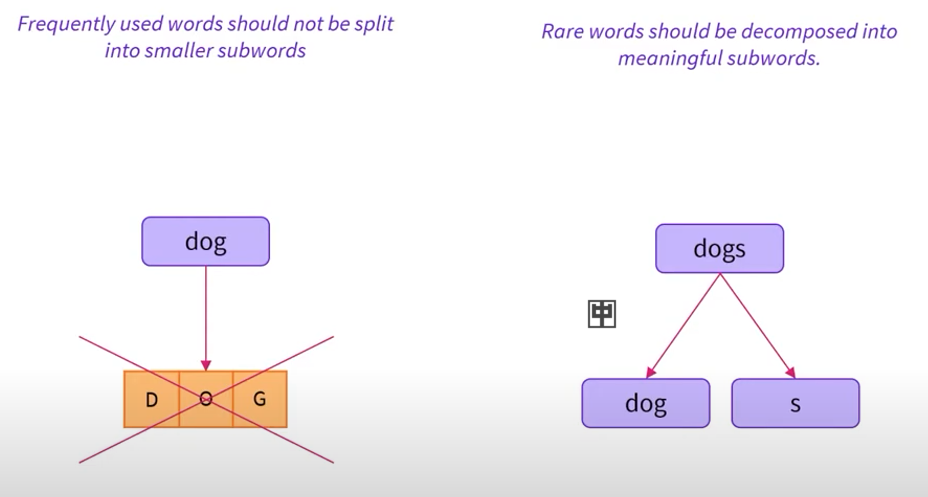 Frequently used words should not be split
into smaller subwords
Rare words should be decomposed into
meaningful subwords.
dog
D O G
dogs
dog
s